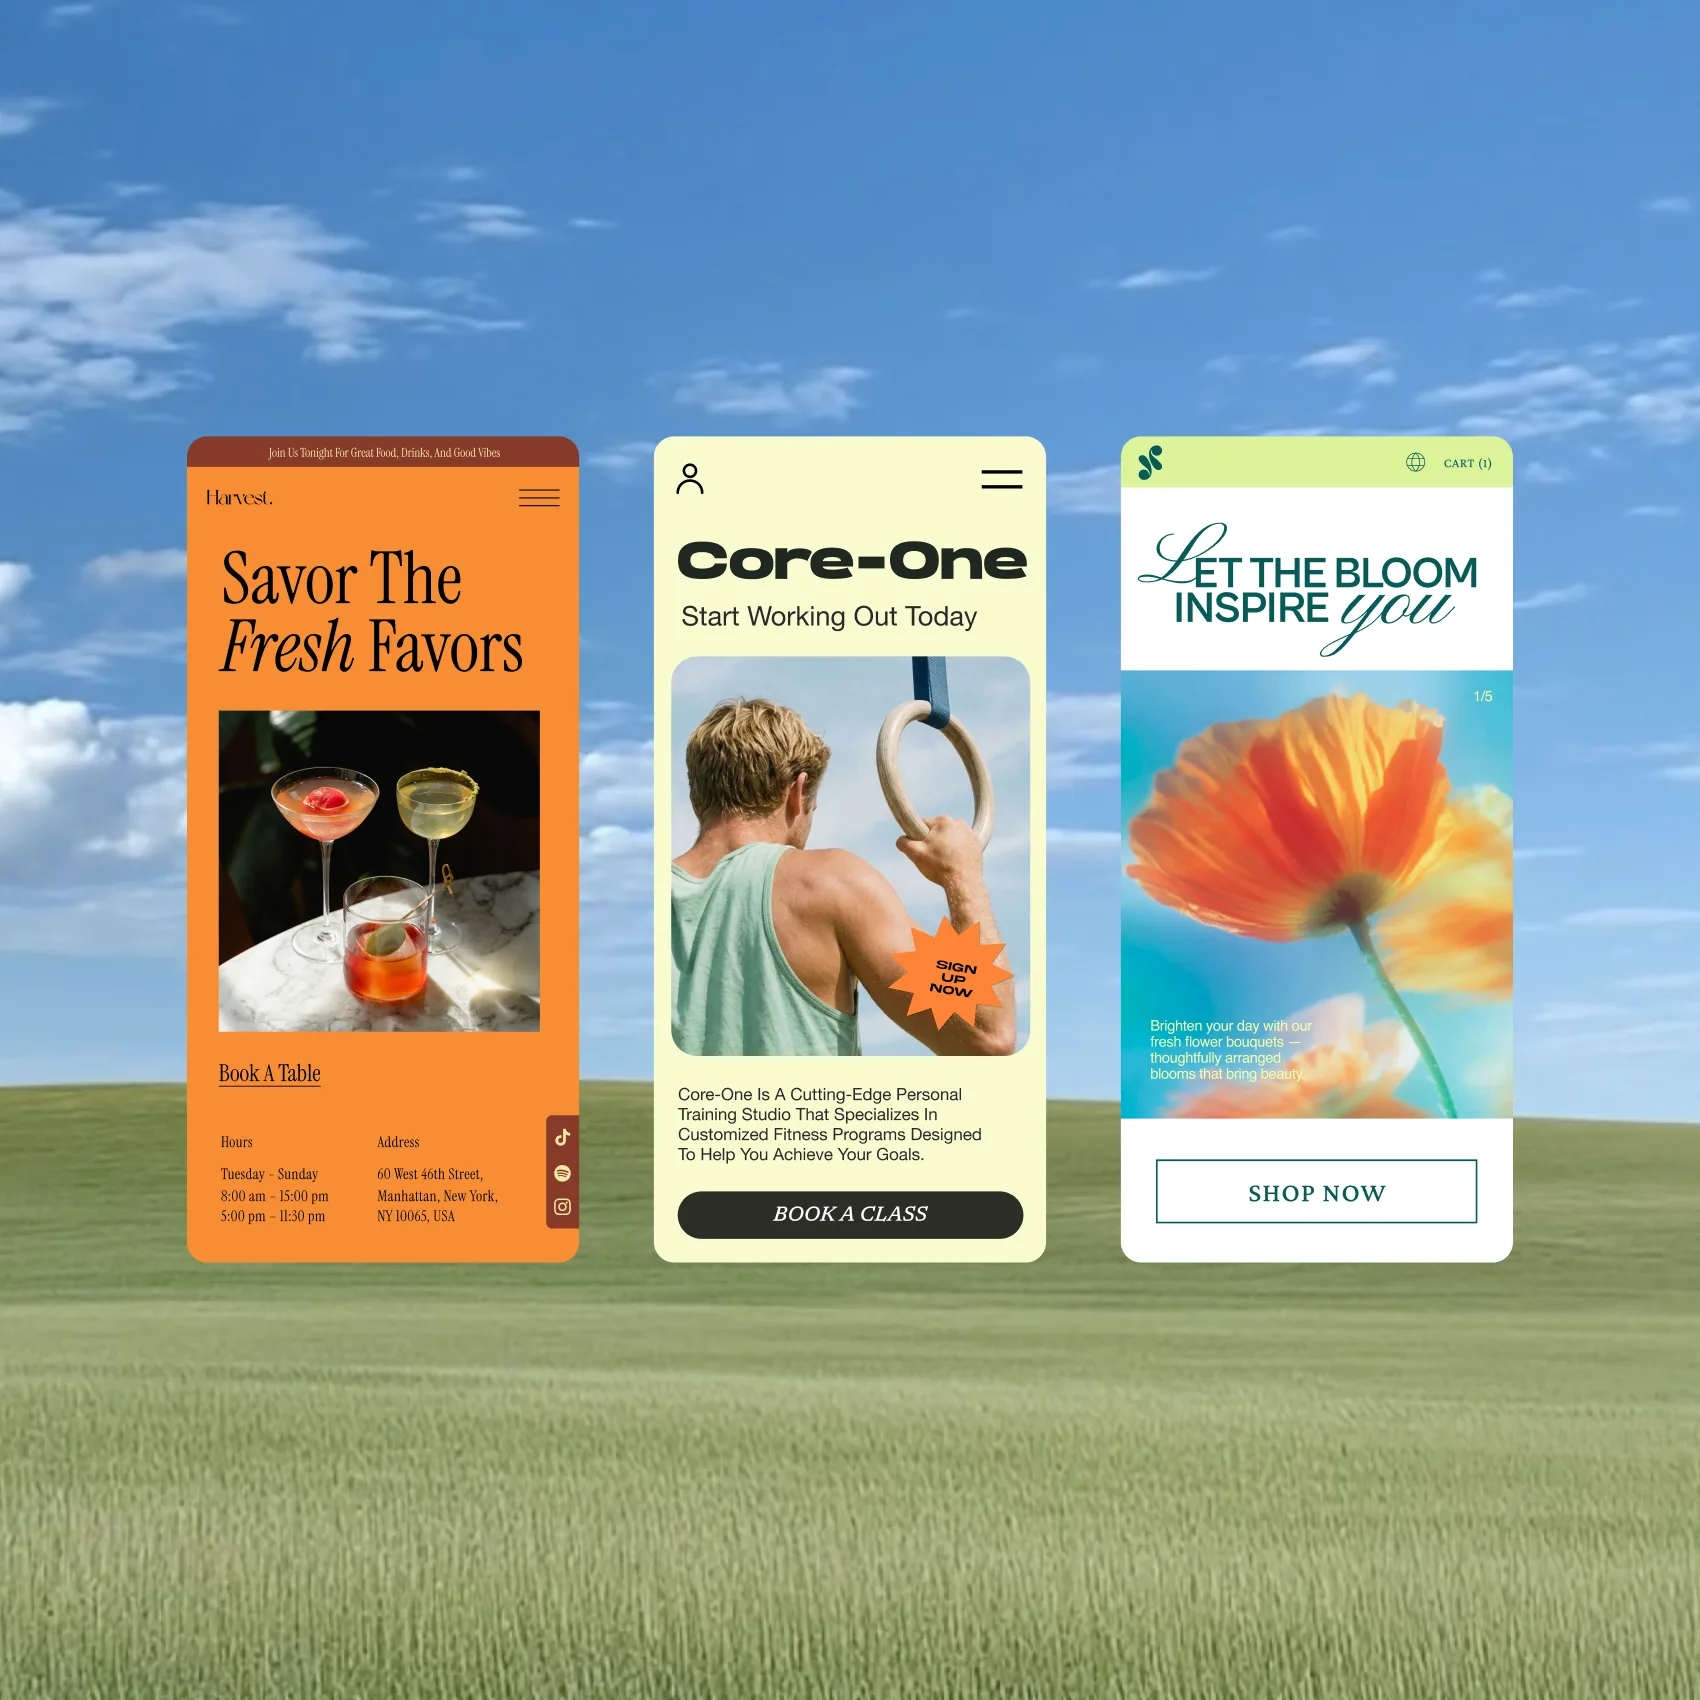 Join Us Tonight For Great Food, Drinks, And Good Vibes
Harvest.
Savor The
Fresh Favors
Book A Table
Hours
Tuesday - Sunday
8:00 am – 15:00 pm
5:00 pm – 11:30 pm
Address
60 West 46th Street,
Manhattan, New York,
NY 10065, USA
Core-One
Start Working Out Today
SIGN
UP
NOW
Core-One Is A Cutting-Edge Personal
Training Studio That Specializes In
Customized Fitness Programs Designed
To Help You Achieve Your Goals.
BOOK A CLASS
CART (1)
LET THE BLOOM
INSPIRE you
1/5
Brighten your day with our
fresh flower bouquets —
thoughtfully arranged
blooms that bring beauty.
SHOP NOW